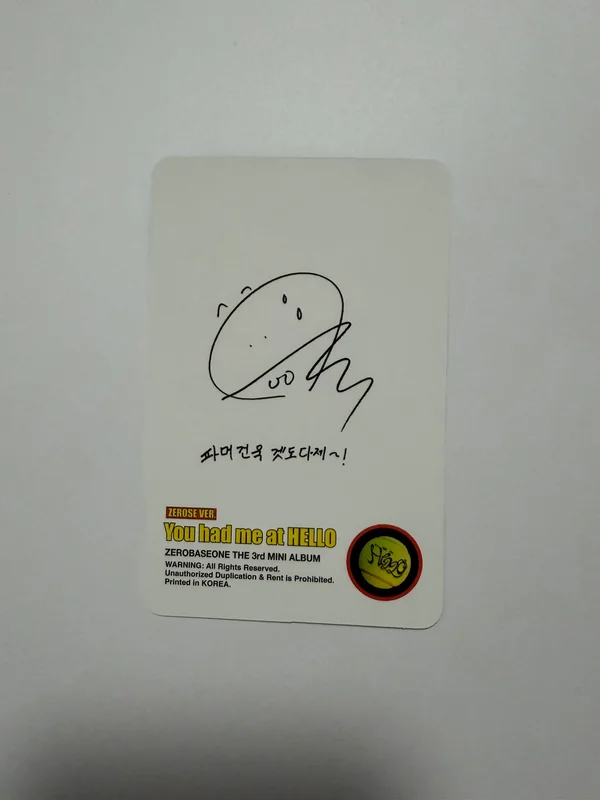 파머 건욱 겟도다제~!
ZEROSE VER.
You had me at HELLO
ZEROBASEONE THE 3rd MINI ALBUM
WARNING: All Rights Reserved.
Unauthorized Duplication & Rent is Prohibited.
Printed in KOREA.